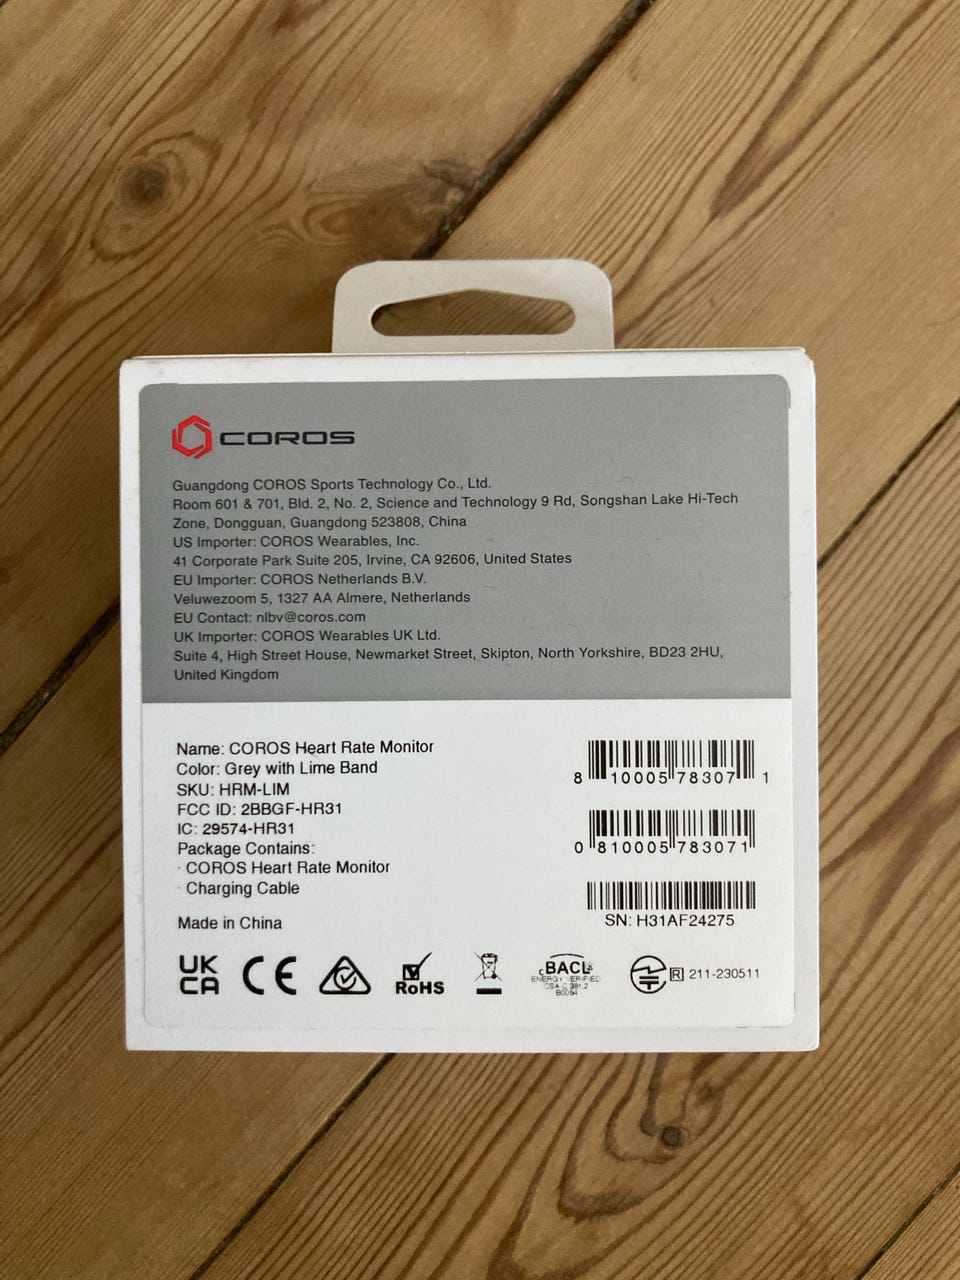 COROS
Guangdong COROS Sports Technology Co., Ltd.
Room 601 & 701, Bld. 2, No. 2, Science and Technology 9 Rd, Songshan Lake Hi-Tech
Zone, Dongguan, Guangdong 523808, China
US Importer: COROS Wearables, Inc.
41 Corporate Park Suite 205, Irvine, CA 92606, United States
EU Importer: COROS Netherlands B.V.
Veluwezoom 5, 1327 AA Almere, Netherlands
EU Contact: nlbv@coros.com
UK Importer: COROS Wearables UK Ltd.
Suite 4, High Street House, Newmarket Street, Skipton, North Yorkshire, BD23 2HU,
United Kingdom
Name: COROS Heart Rate Monitor
Color: Grey with Lime Band
SKU: HRM-LIM
FCC ID: 2BBGF-HR31
IC: 29574-HR31
Package Contains:
· COROS Heart Rate Monitor
· Charging Cable
Made in China
8 10005 78307 1
0 810005 783071
SN: H31AF24275
UK
CA
CE
RoHS
BACL
ENERGY VERIFIED
CSA C 381.2
B0054
R 211-230511